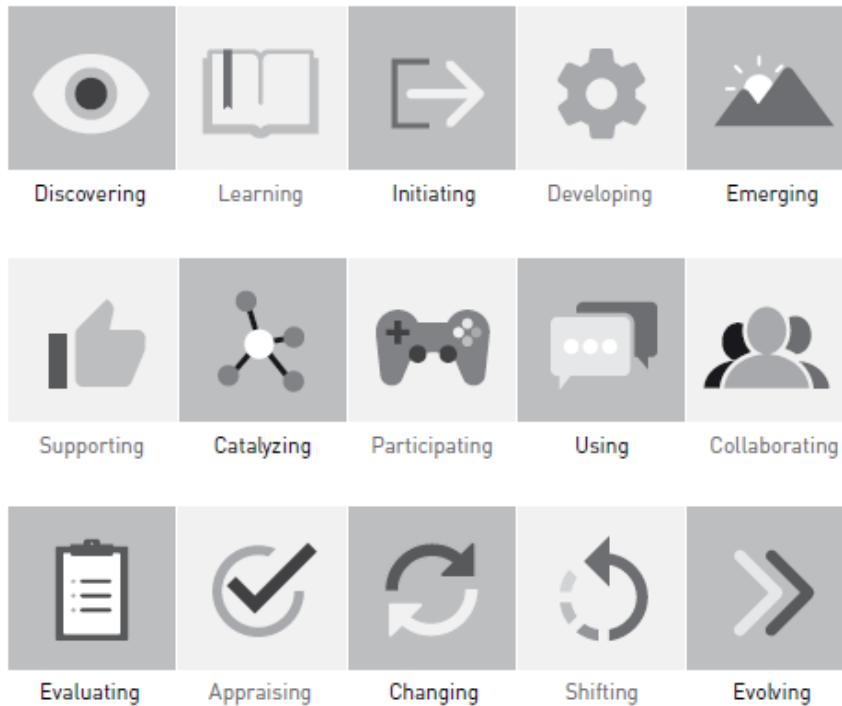 Discovering Learning Initiating Developing Emerging
Supporting Catalyzing Participating Using Collaborating
Evaluating Appraising Changing Shifting Evolving